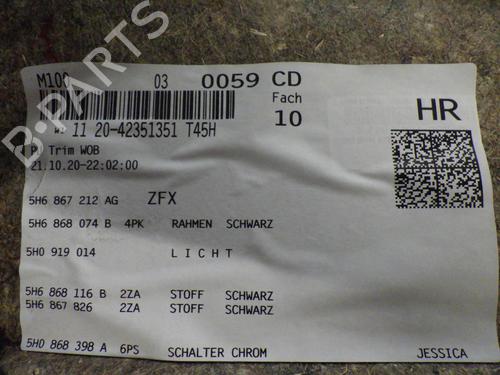 M100 03 0059 CD
Fach
10
HR
11 20-42351351 T45H
Trim WOB
21.10.20-22:02:00
5H6 867 212 AG ZFX
5H6 868 074 B 4PK RAHMEN SCHWARZ
5H0 919 014 LICHT
5H6 868 116 B 2ZA STOFF SCHWARZ
5H6 867 826 2ZA STOFF SCHWARZ
5H0 868 398 A 6PS SCHALTER CHROM JESSICA
B-PARTS